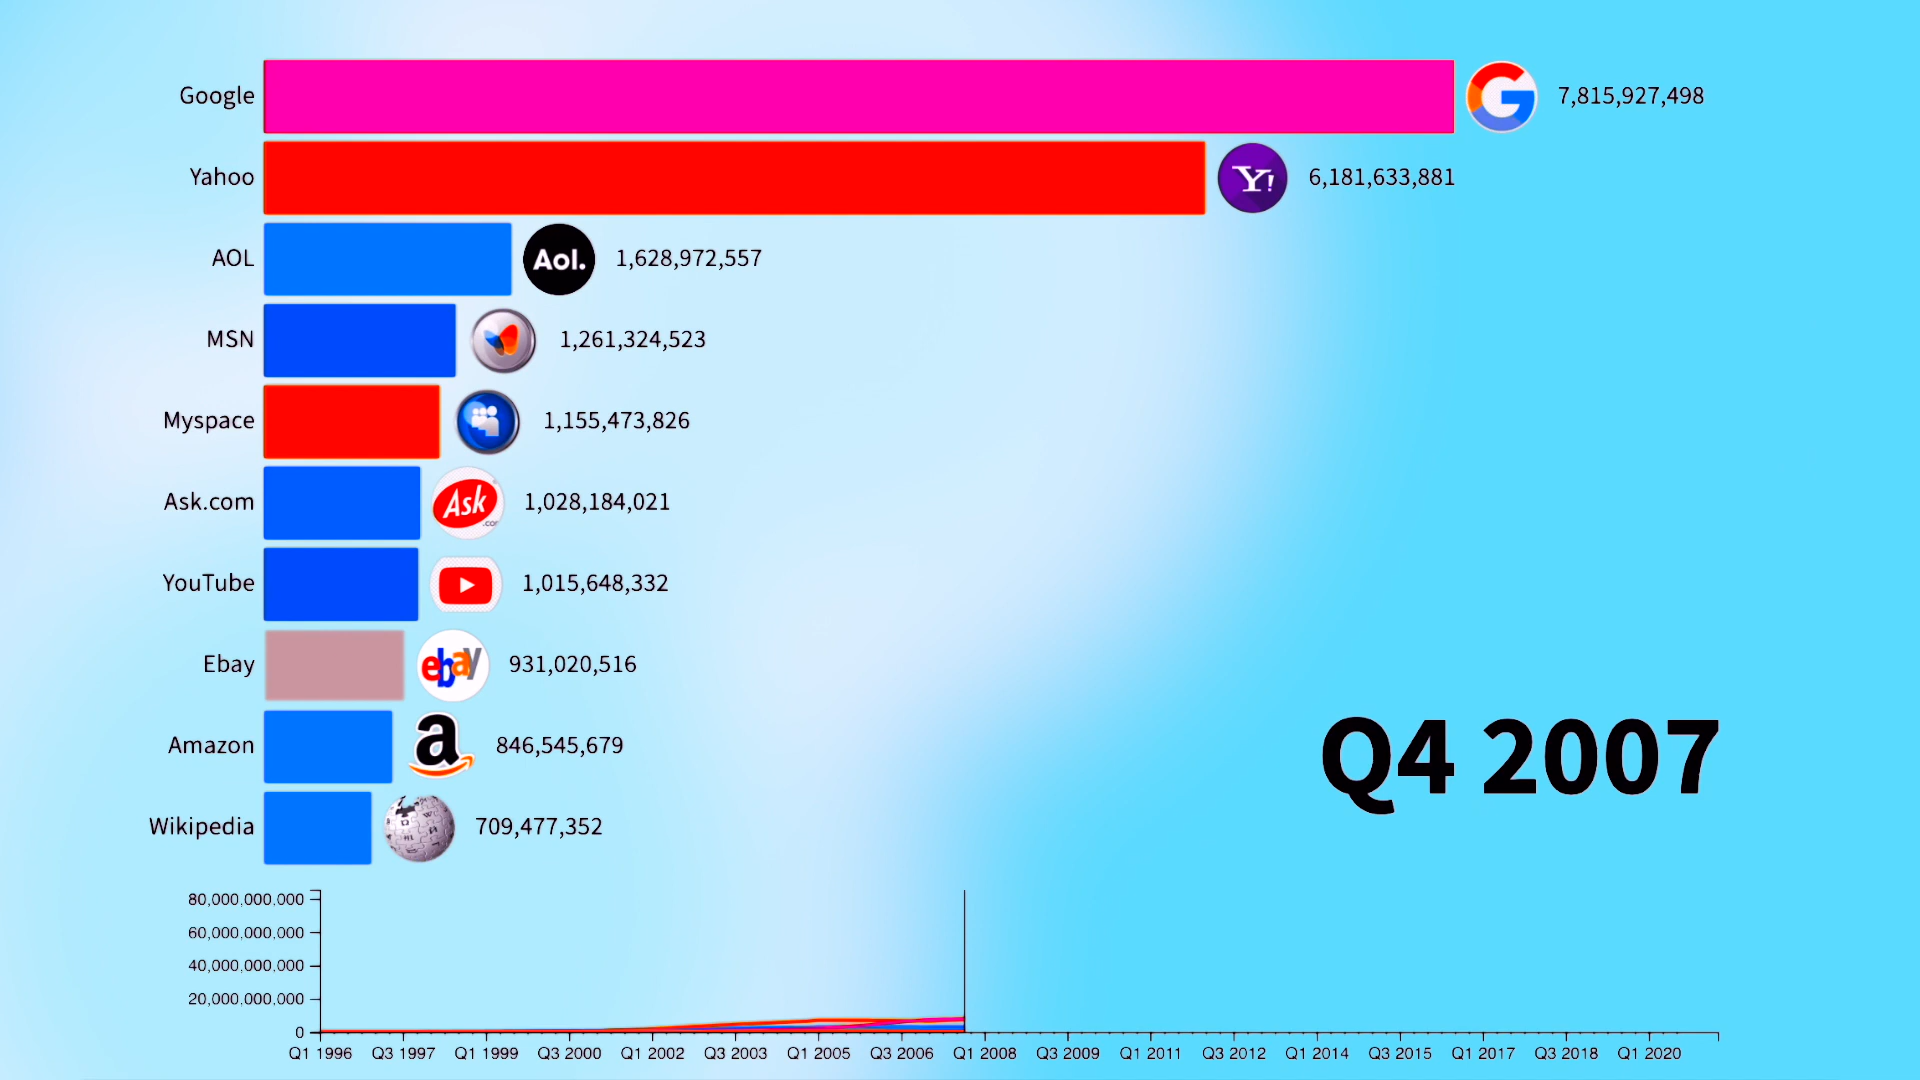 Google 7,815,927,498
Yahoo Y! 6,181,633,881
AOL Aol. 1,628,972,557
MSN 1,261,324,523
Myspace 1,155,473,826
Ask.com Ask .com 1,028,184,021
YouTube 1,015,648,332
Ebay ebay 931,020,516
Amazon a 846,545,679
Wikipedia 709,477,352
Q4 2007
80,000,000,000
60,000,000,000
40,000,000,000
20,000,000,000
0
Q1 1996 Q3 1997 Q1 1999 Q3 2000 Q1 2002 Q3 2003 Q1 2005 Q3 2006 Q1 2008 Q3 2009 Q1 2011 Q3 2012 Q1 2014 Q3 2015 Q1 2017 Q3 2018 Q1 2020